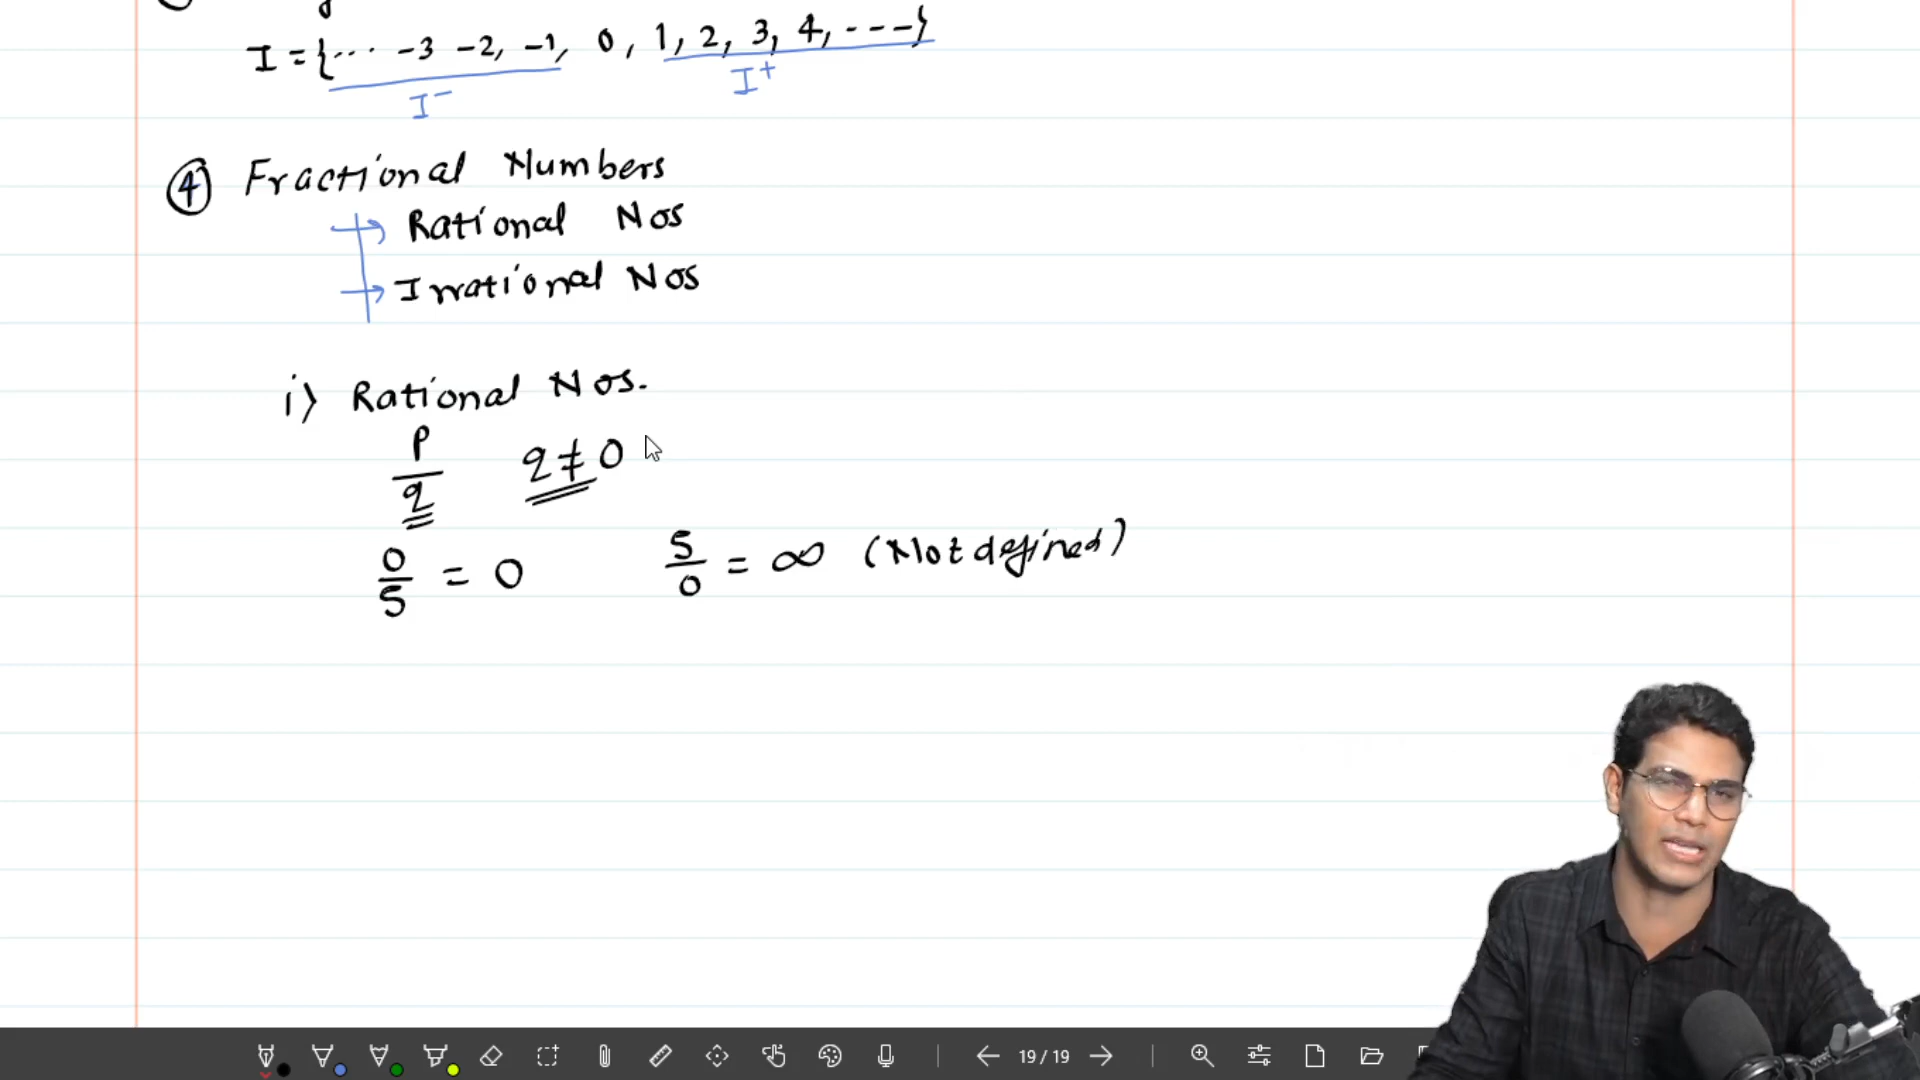 I = {... -3 -2, -1, 0, 1, 2, 3, 4, ---}
I⁻ I⁺
④ Fractional Numbers
→ Rational Nos
→ Irrational Nos
i) Rational Nos.
p/q q ≠ 0
0/5 = 0 5/0 = ∞ (Not defined)
19 / 19